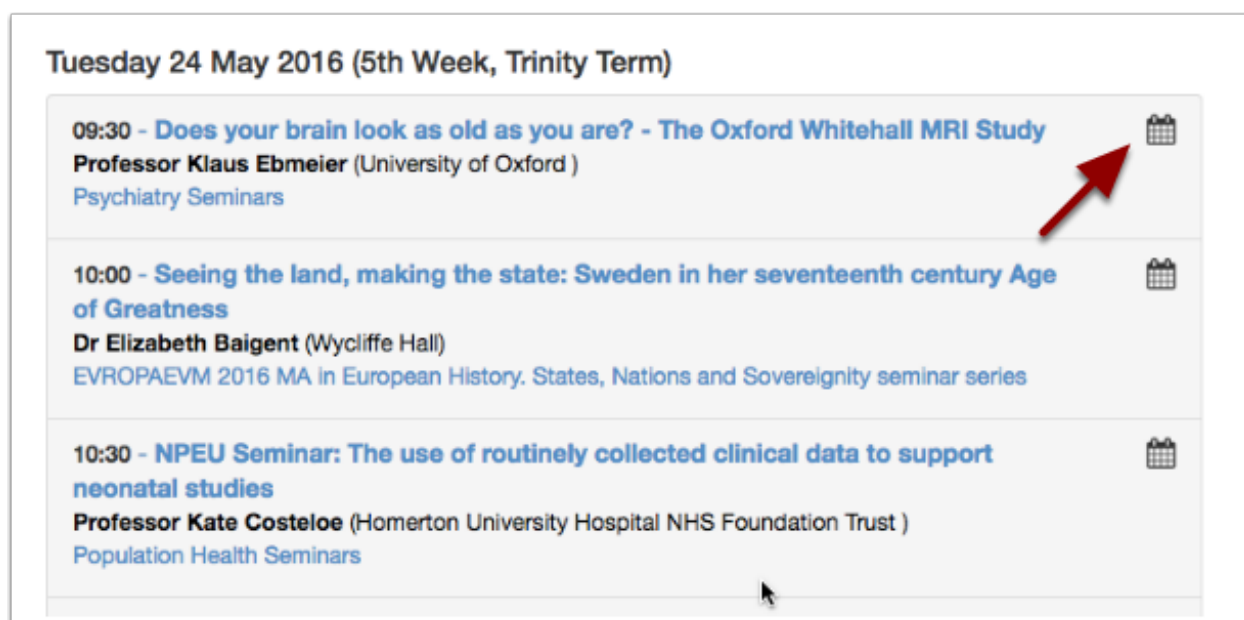 Tuesday 24 May 2016 (5th Week, Trinity Term)
09:30 - Does your brain look as old as you are? - The Oxford Whitehall MRI Study
Professor Klaus Ebmeier (University of Oxford )
Psychiatry Seminars
10:00 - Seeing the land, making the state: Sweden in her seventeenth century Age
of Greatness
Dr Elizabeth Baigent (Wycliffe Hall)
EVROPAEVM 2016 MA in European History. States, Nations and Sovereignity seminar series
10:30 - NPEU Seminar: The use of routinely collected clinical data to support
neonatal studies
Professor Kate Costeloe (Homerton University Hospital NHS Foundation Trust )
Population Health Seminars